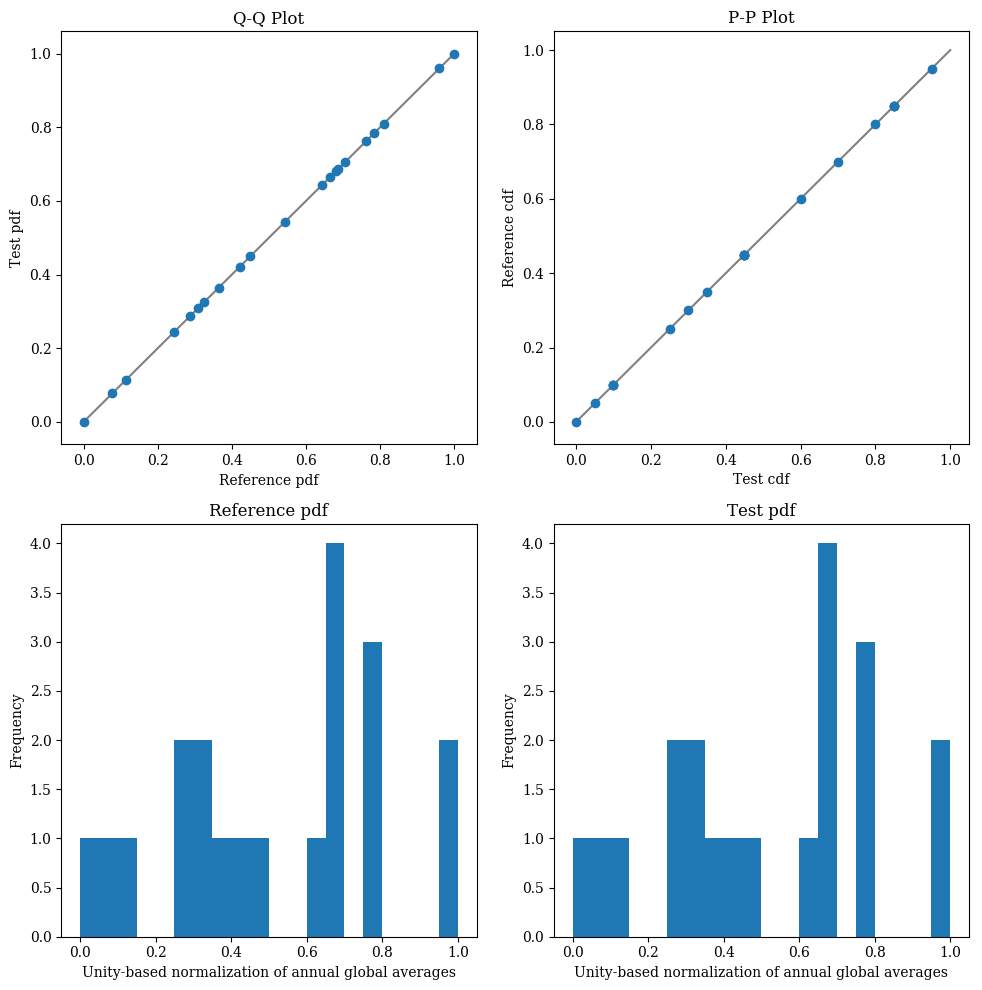 Q-Q Plot
Test pdf
1.0
0.8
0.6
0.4
0.2
0.0
0.0 0.2 0.4 0.6 0.8 1.0
Reference pdf
P-P Plot
Reference cdf
1.0
0.8
0.6
0.4
0.2
0.0
0.0 0.2 0.4 0.6 0.8 1.0
Test cdf
Reference pdf
Frequency
4.0
3.5
3.0
2.5
2.0
1.5
1.0
0.5
0.0
0.0 0.2 0.4 0.6 0.8 1.0
Unity-based normalization of annual global averages
Test pdf
Frequency
4.0
3.5
3.0
2.5
2.0
1.5
1.0
0.5
0.0
0.0 0.2 0.4 0.6 0.8 1.0
Unity-based normalization of annual global averages